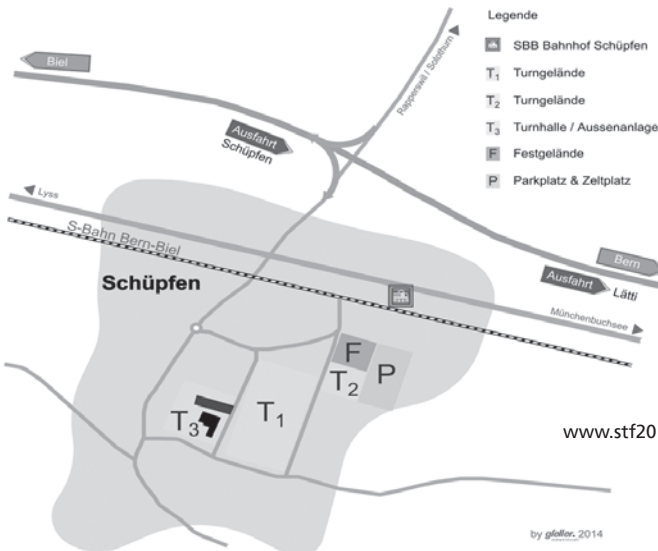 Legende
SBB Bahnhof Schüpfen
T1 Turngelände
T2 Turngelände
T3 Turnhalle / Aussenanlage
F Festgelände
P Parkplatz & Zeltplatz
Biel
Rapperswil / Solothurn
Ausfahrt
Schüpfen
Lyss
S-Bahn Bern-Biel
Schüpfen
Bern
Ausfahrt Lätti
Münchenbuchsee
F
P
T2
T1
T3
www.stf20
by gfeller. 2014